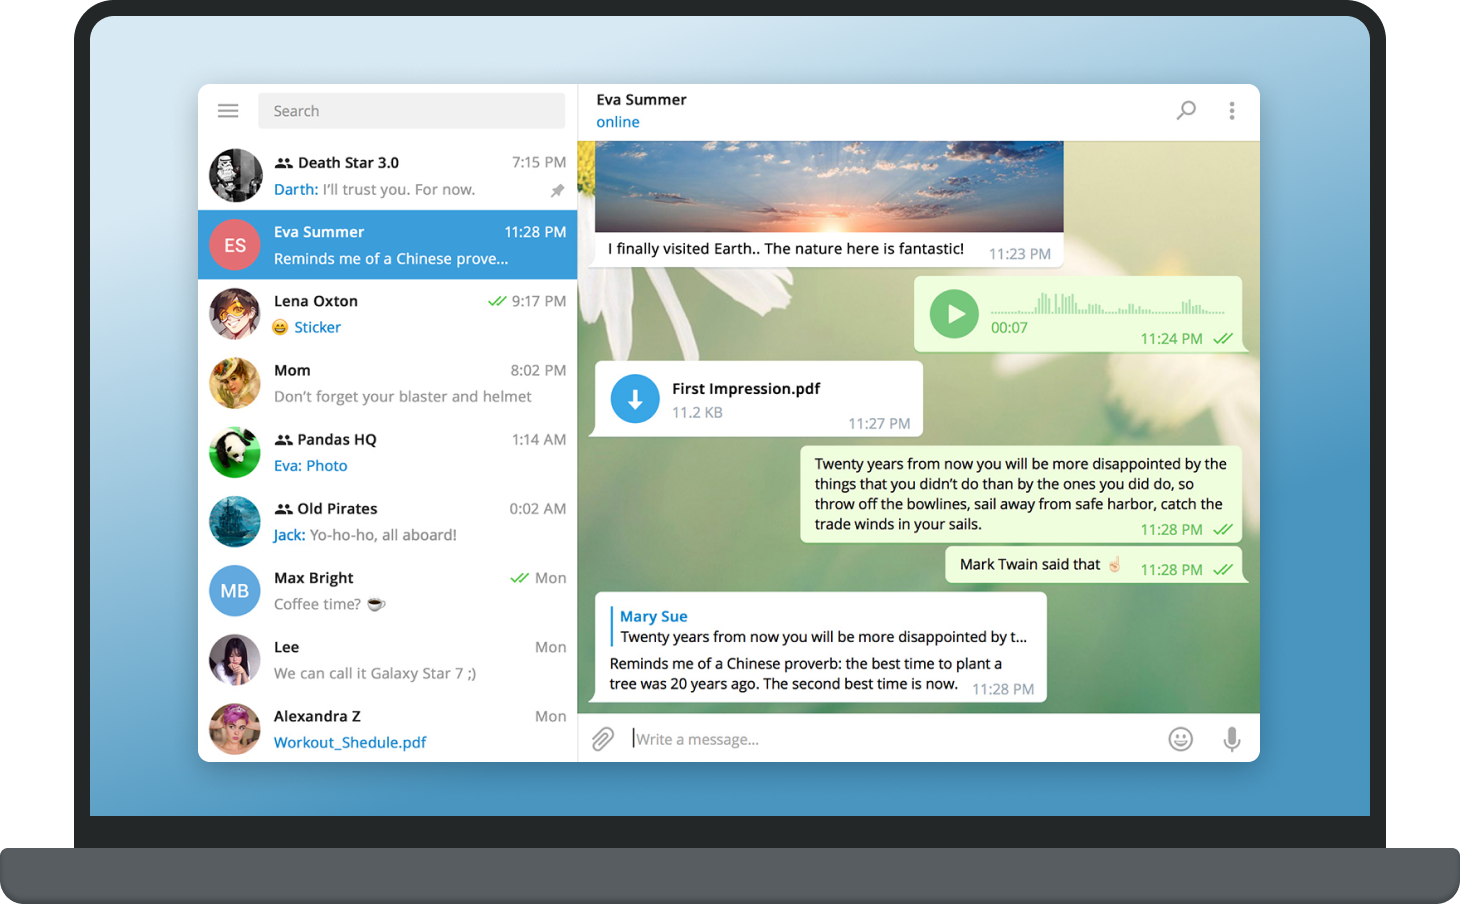 Search
Death Star 3.0 7:15 PM
Darth: I'll trust you. For now.
ES
Eva Summer 11:28 PM
Reminds me of a Chinese prove...
Lena Oxton 9:17 PM
😀 Sticker
Mom 8:02 PM
Don't forget your blaster and helmet
Pandas HQ 1:14 AM
Eva: Photo
Old Pirates 0:02 AM
Jack: Yo-ho-ho, all aboard!
MB
Max Bright Mon
Coffee time? ☕
Lee Mon
We can call it Galaxy Star 7 ;)
Alexandra Z Mon
Workout_Shedule.pdf
Eva Summer
online
I finally visited Earth.. The nature here is fantastic! 11:23 PM
00:07
11:24 PM
First Impression.pdf
11.2 KB
11:27 PM
Twenty years from now you will be more disappointed by the
things that you didn't do than by the ones you did do, so
throw off the bowlines, sail away from safe harbor, catch the
trade winds in your sails. 11:28 PM
Mark Twain said that ☝🏻 11:28 PM
Mary Sue
Twenty years from now you will be more disappointed by t...
Reminds me of a Chinese proverb: the best time to plant a
tree was 20 years ago. The second best time is now. 11:28 PM
Write a message...